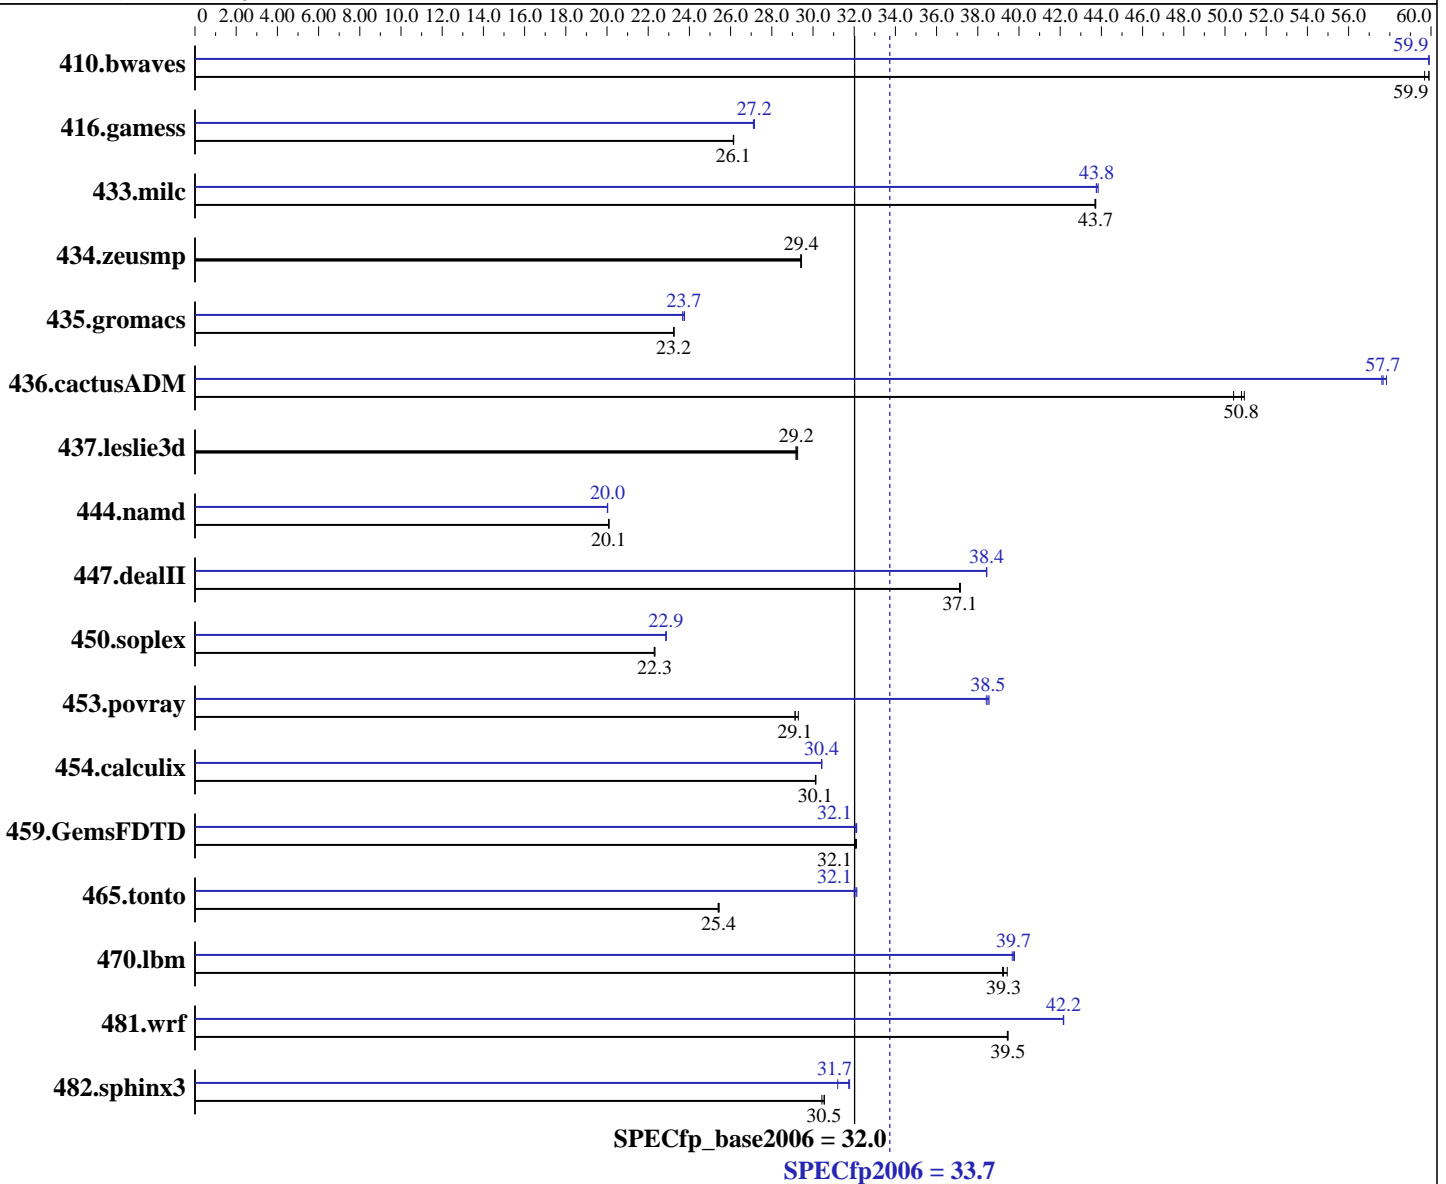 0 2.00 4.00 6.00 8.00 10.0 12.0 14.0 16.0 18.0 20.0 22.0 24.0 26.0 28.0 30.0 32.0 34.0 36.0 38.0 40.0 42.0 44.0 46.0 48.0 50.0 52.0 54.0 56.0 60.0
59.9
410.bwaves
59.9
27.2
416.gamess
26.1
43.8
433.milc
43.7
29.4
434.zeusmp
23.7
435.gromacs
23.2
57.7
436.cactusADM
50.8
29.2
437.leslie3d
20.0
444.namd
20.1
38.4
447.dealII
37.1
22.9
450.soplex
22.3
38.5
453.povray
29.1
30.4
454.calculix
30.1
32.1
459.GemsFDTD
32.1
32.1
465.tonto
25.4
39.7
470.lbm
39.3
42.2
481.wrf
39.5
31.7
482.sphinx3
30.5
SPECfp_base2006 = 32.0
SPECfp2006 = 33.7